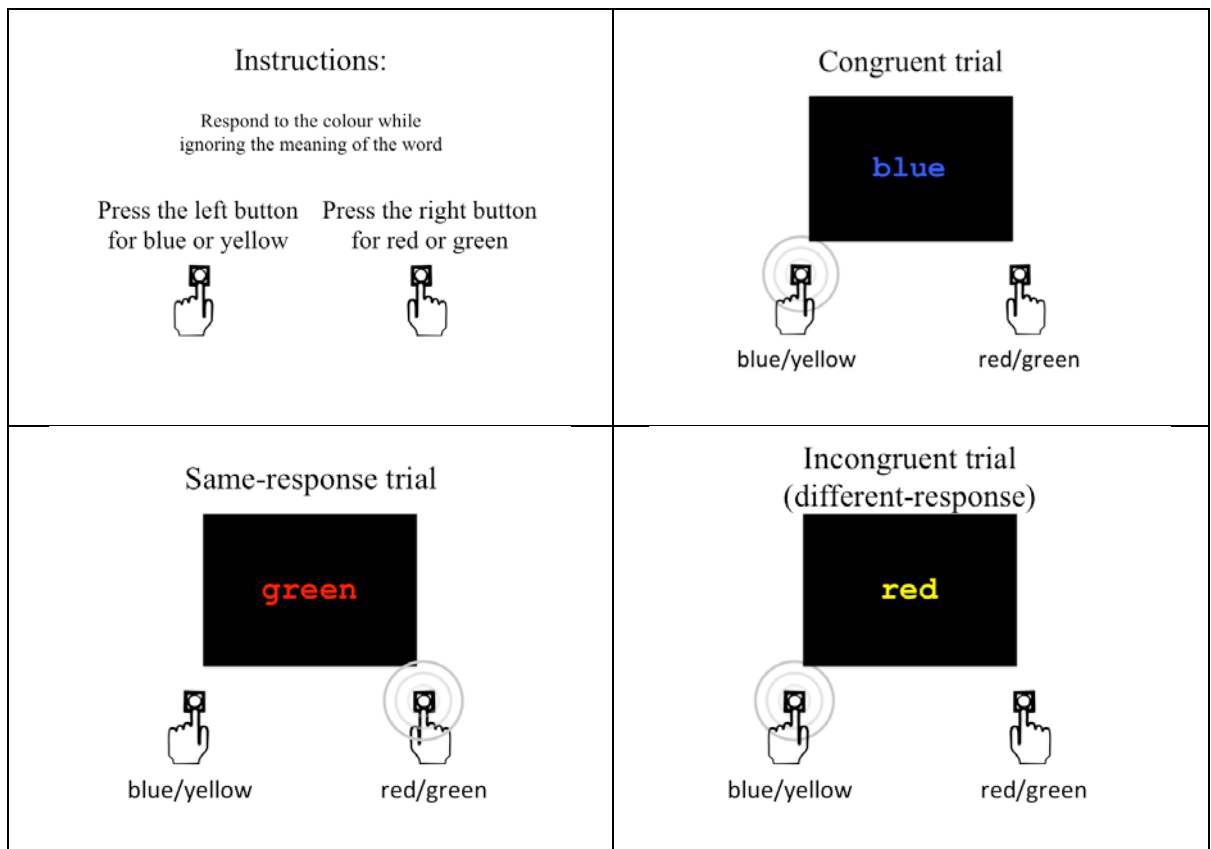 Instructions:
Respond to the colour while
ignoring the meaning of the word
Press the left button
for blue or yellow
Press the right button
for red or green
Congruent trial
blue
blue/yellow
red/green
Same-response trial
green
blue/yellow
red/green
Incongruent trial
(different-response)
red
blue/yellow
red/green